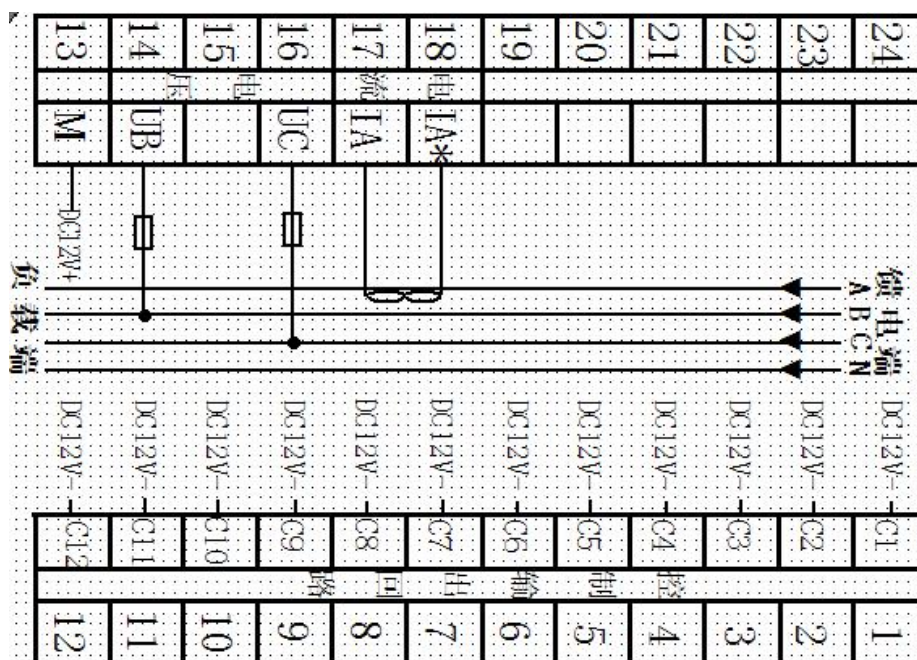 13 14 15 16 17 18 19 20 21 22 23 24
电压 电流
M UB UC IA IA*
DC12V+
负载端
馈电端
A B C N
DC12V- DC12V- DC12V- DC12V- DC12V- DC12V- DC12V- DC12V- DC12V- DC12V- DC12V- DC12V-
C12 C11 C10 C9 C8 C7 C6 C5 C4 C3 C2 C1
控制输出回路
12 11 10 9 8 7 6 5 4 3 2 1